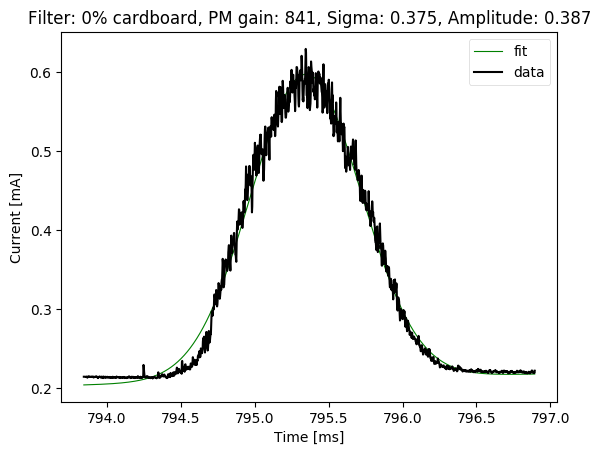 Filter: 0% cardboard, PM gain: 841, Sigma: 0.375, Amplitude: 0.387
fit
data
0.6
0.5
0.4
0.3
0.2
Current [mA]
794.0 794.5 795.0 795.5 796.0 796.5 797.0
Time [ms]